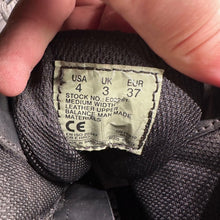 USA UK EUR
4 3 37
STOCK NO.
MEDIUM WIDTH
LEATHER UPPER
BALANCE MAN MADE
MATERIALS
CE